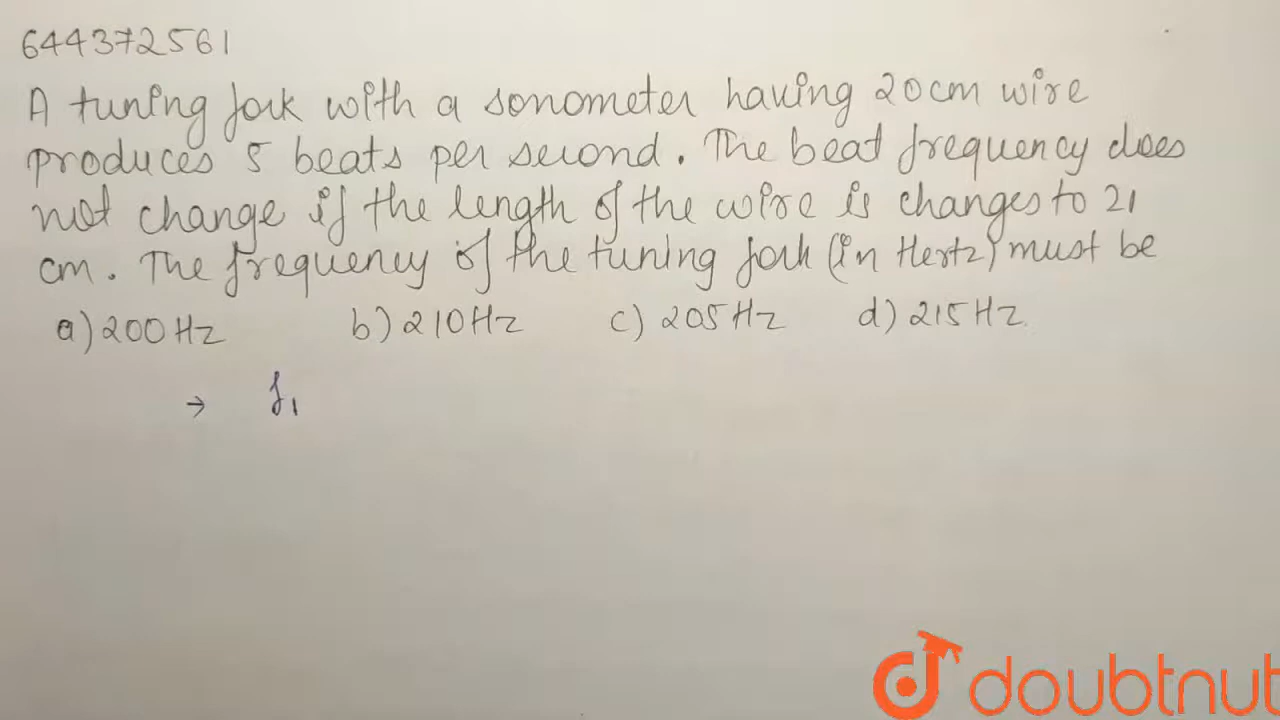 644372561
A tuning fork with a sonometer having 20cm wire
produces 5 beats per second. The beat frequency does
not change if the length of the wire is changes to 21
cm. The frequency of the tuning fork (in Hertz) must be
a) 200 Hz b) 210 Hz c) 205 Hz d) 215 Hz.
→ f₁
doubtnut